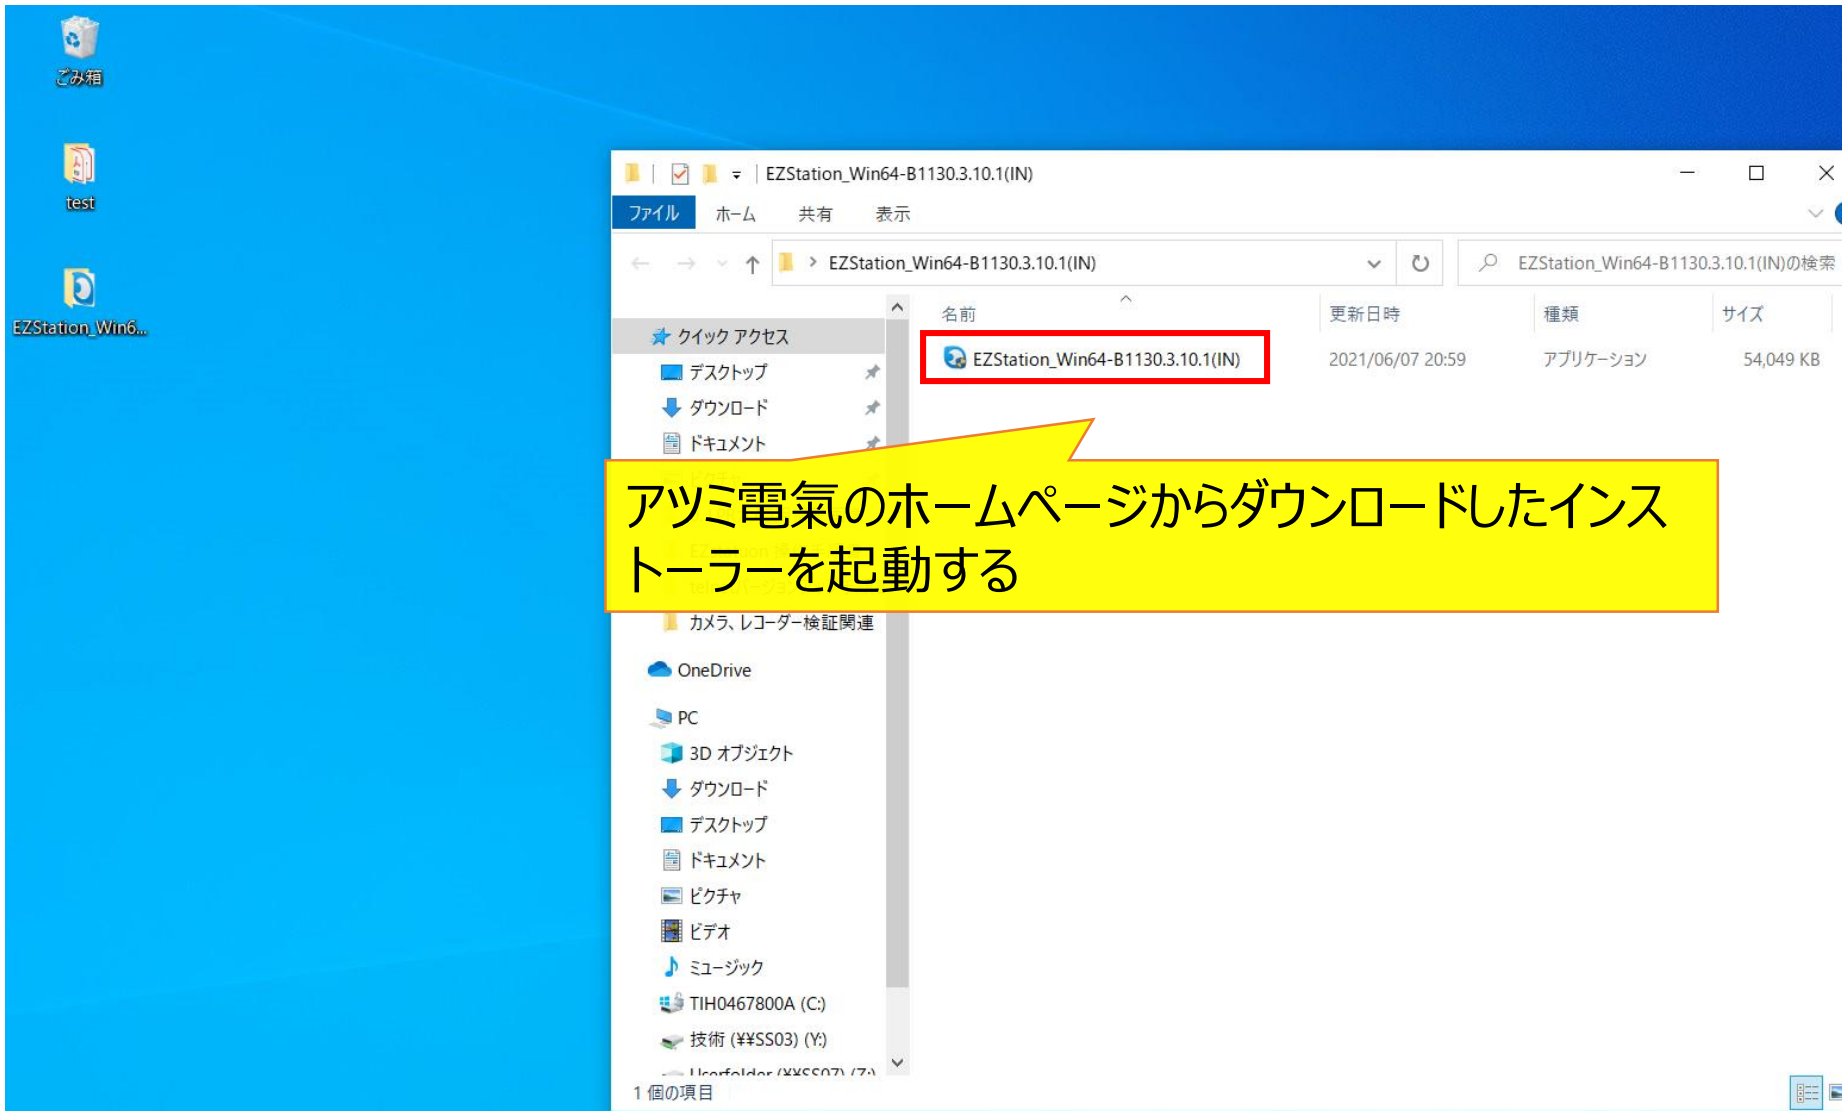 ごみ箱
test
EZStation_Win6...
EZStation_Win64-B1130.3.10.1(IN)
ファイル ホーム 共有 表示
EZStation_Win64-B1130.3.10.1(IN)
EZStation_Win64-B1130.3.10.1(IN)の検索
名前 更新日時 種類 サイズ
EZStation_Win64-B1130.3.10.1(IN) 2021/06/07 20:59 アプリケーション 54,049 KB
クイック アクセス
デスクトップ
ダウンロード
ドキュメント
アツミ電氣のホームページからダウンロードしたインス
トーラーを起動する
カメラ、レコーダー検証関連
OneDrive
PC
3D オブジェクト
ダウンロード
デスクトップ
ドキュメント
ピクチャ
ビデオ
ミュージック
TIH0467800A (C:)
技術 (¥¥SS03) (Y:)
Userfolder (¥¥SS07) (Z:)
1 個の項目